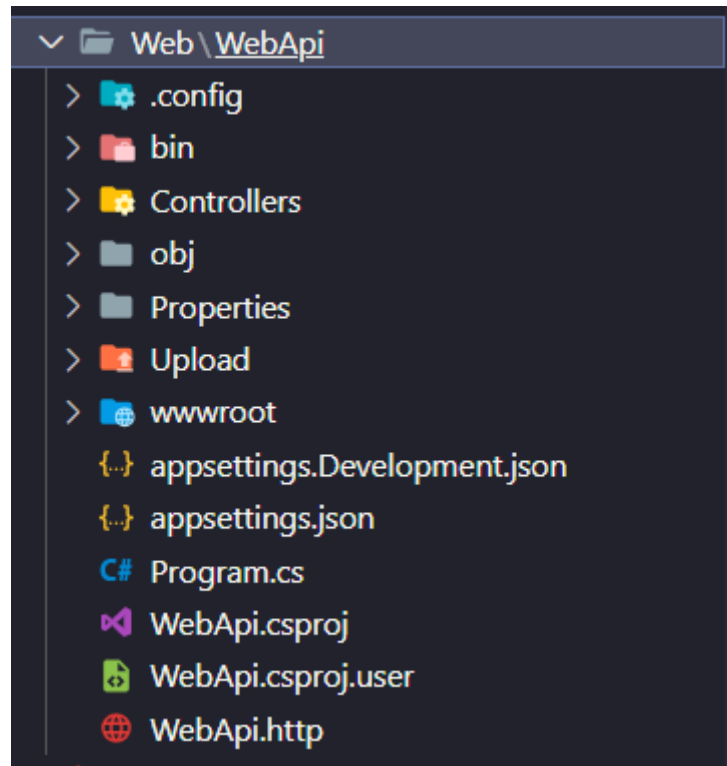 Web\WebApi
.config
bin
Controllers
obj
Properties
Upload
wwwroot
{..} appsettings.Development.json
{..} appsettings.json
C# Program.cs
WebApi.csproj
WebApi.csproj.user
WebApi.http